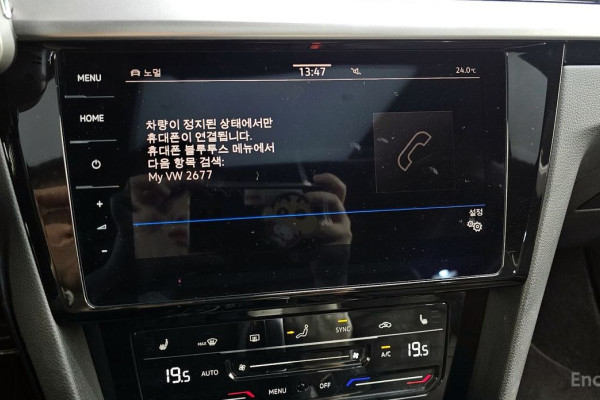 MENU
노멀
13:47
24.0℃
HOME
차량이 정지된 상태에서만
휴대폰이 연결됩니다.
휴대폰 블루투스 메뉴에서
다음 항목 검색:
My VW 2677
+
-
설정
MAX
SYNC
19.5
AUTO
A/C
19.5
MENU
OFF
Enc